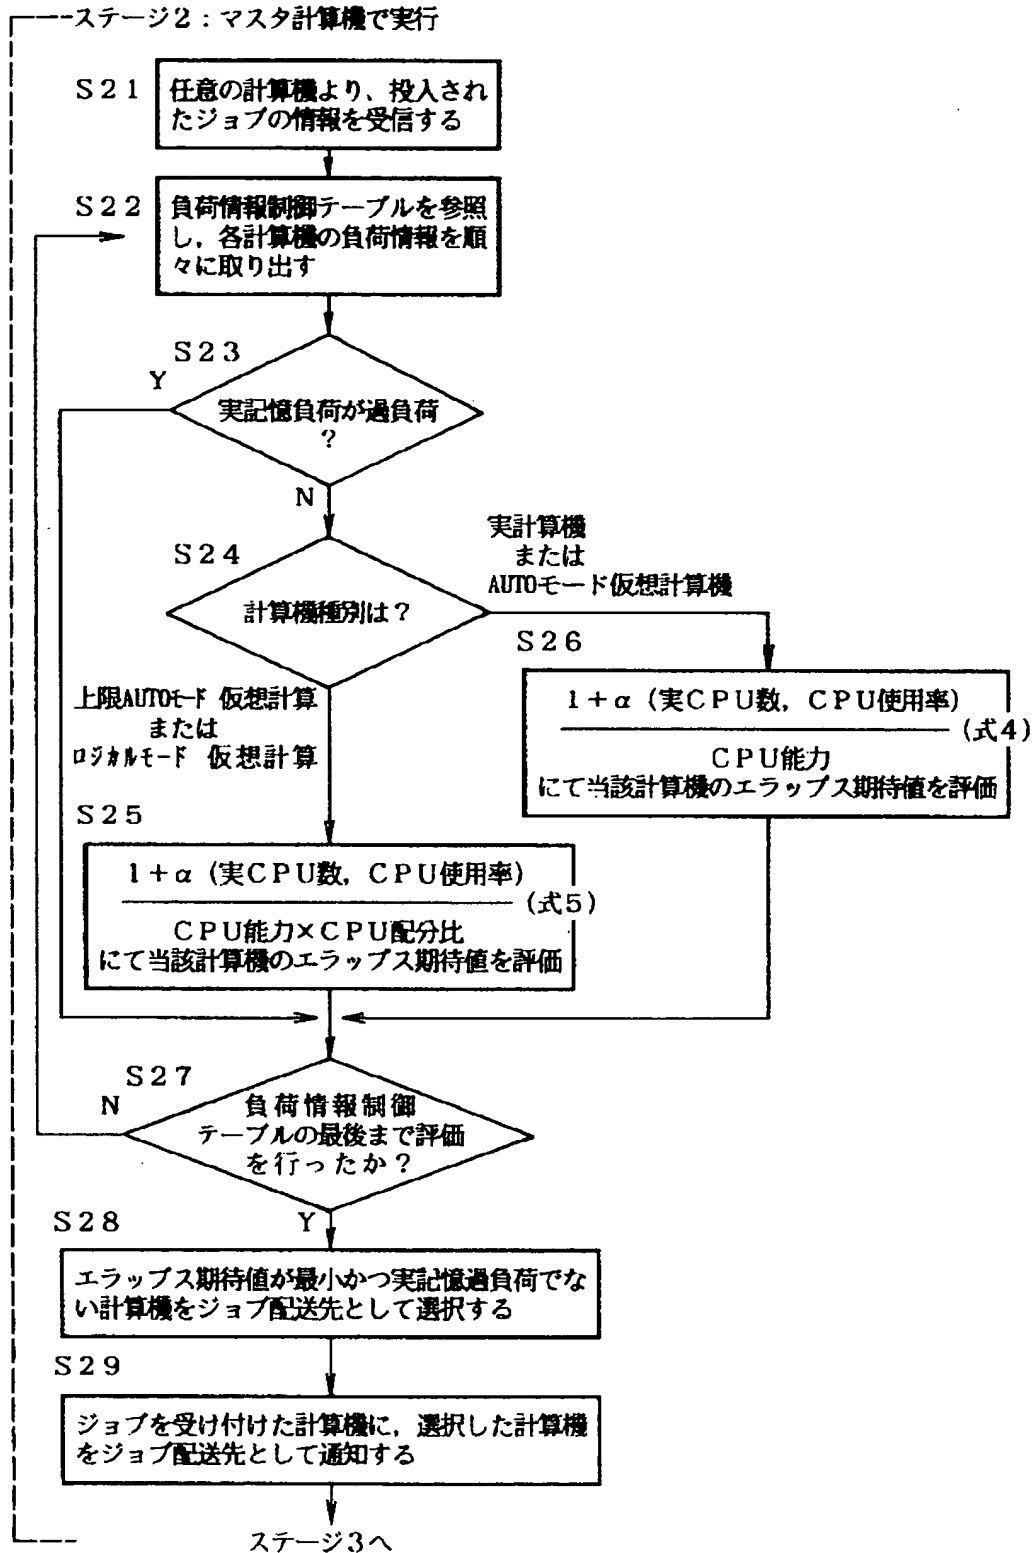 ステージ2：マスタ計算機で実行
S21
任意の計算機より、投入され
たジョブの情報を受信する
S22
負荷情報制御テーブルを参照
し，各計算機の負荷情報を順
々に取り出す
S23
Y
実記憶負荷が過負荷
？
N
S24
計算機種別は？
実計算機
または
AUTOモード仮想計算機
S26
1＋α（実CPU数，CPU使用率）
(式4)
CPU能力
にて当該計算機のエラップス期待値を評価
上限AUTOモード 仮想計算
または
ロジカルモード 仮想計算
S25
1＋α（実CPU数，CPU使用率）
(式5)
CPU能力×CPU配分比
にて当該計算機のエラップス期待値を評価
S27
N
負荷情報制御
テーブルの最後まで評価
を行ったか？
Y
S28
エラップス期待値が最小かつ実記憶過負荷でな
い計算機をジョブ配送先として選択する
S29
ジョブを受け付けた計算機に，選択した計算機
をジョブ配送先として通知する
ステージ3へ